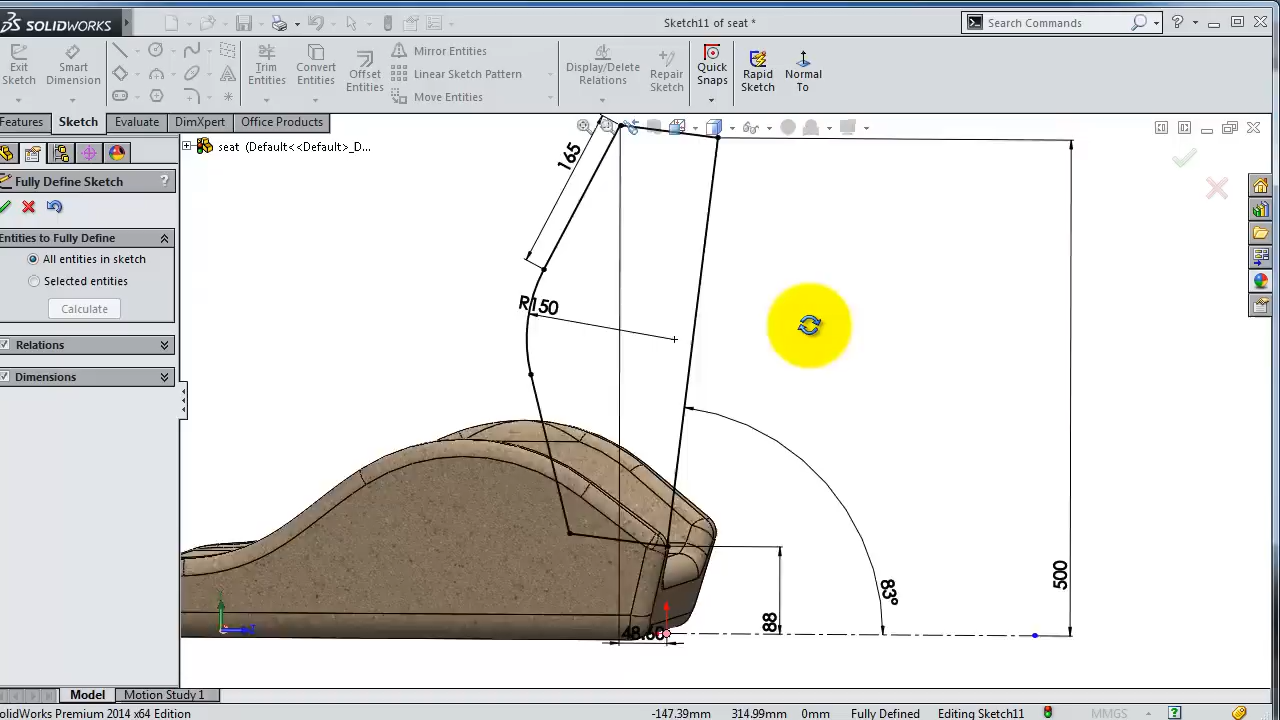 SOLIDWORKS
Sketch11 of seat *
Search Commands
Exit Sketch
Smart Dimension
Trim Entities
Convert Entities
Offset Entities
Mirror Entities
Linear Sketch Pattern
Move Entities
Display/Delete Relations
Repair Sketch
Quick Snaps
Rapid Sketch
Normal To
Features
Sketch
Evaluate
DimXpert
Office Products
seat (Default<<Default>_D...
Fully Define Sketch
?
Entities to Fully Define
All entities in sketch
Selected entities
Calculate
Relations
Dimensions
165
R150
83°
500
88
Model
Motion Study 1
SolidWorks Premium 2014 x64 Edition
-147.39mm
314.99mm
0mm
Fully Defined
Editing Sketch11
MMGS